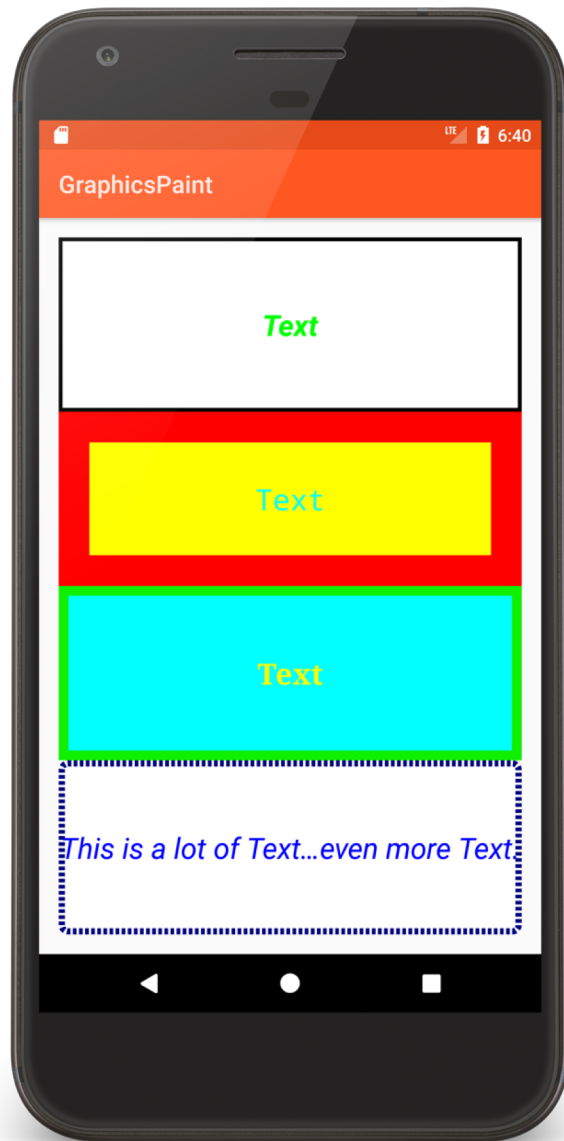 LTE 6:40
GraphicsPaint
Text
Text
Text
This is a lot of Text...even more Text.